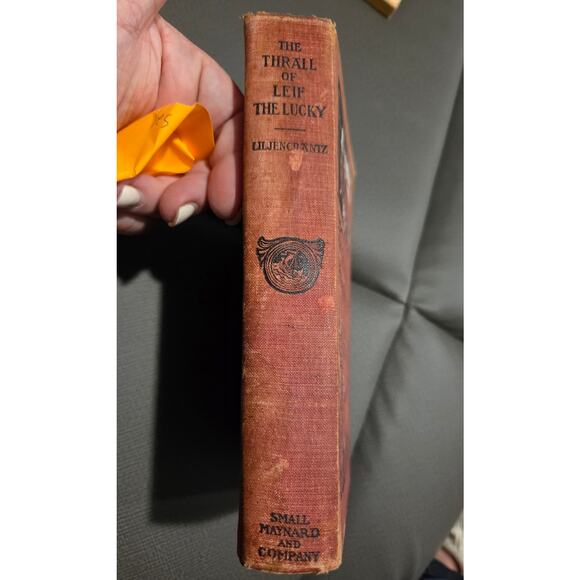 THE
THRALL
OF
LEIF
THE LUCKY
LILJENCRANTZ
SMALL
MAYNARD
AND
COMPANY